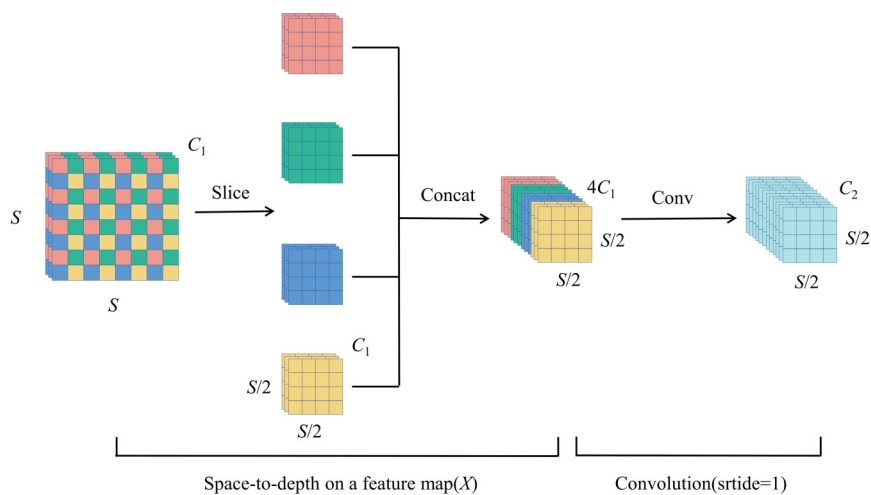 C₁
S
S
Slice
C₁
S/2
S/2
Concat
4C₁
S/2
S/2
Conv
C₂
S/2
S/2
Space-to-depth on a feature map(X)
Convolution(srtide=1)